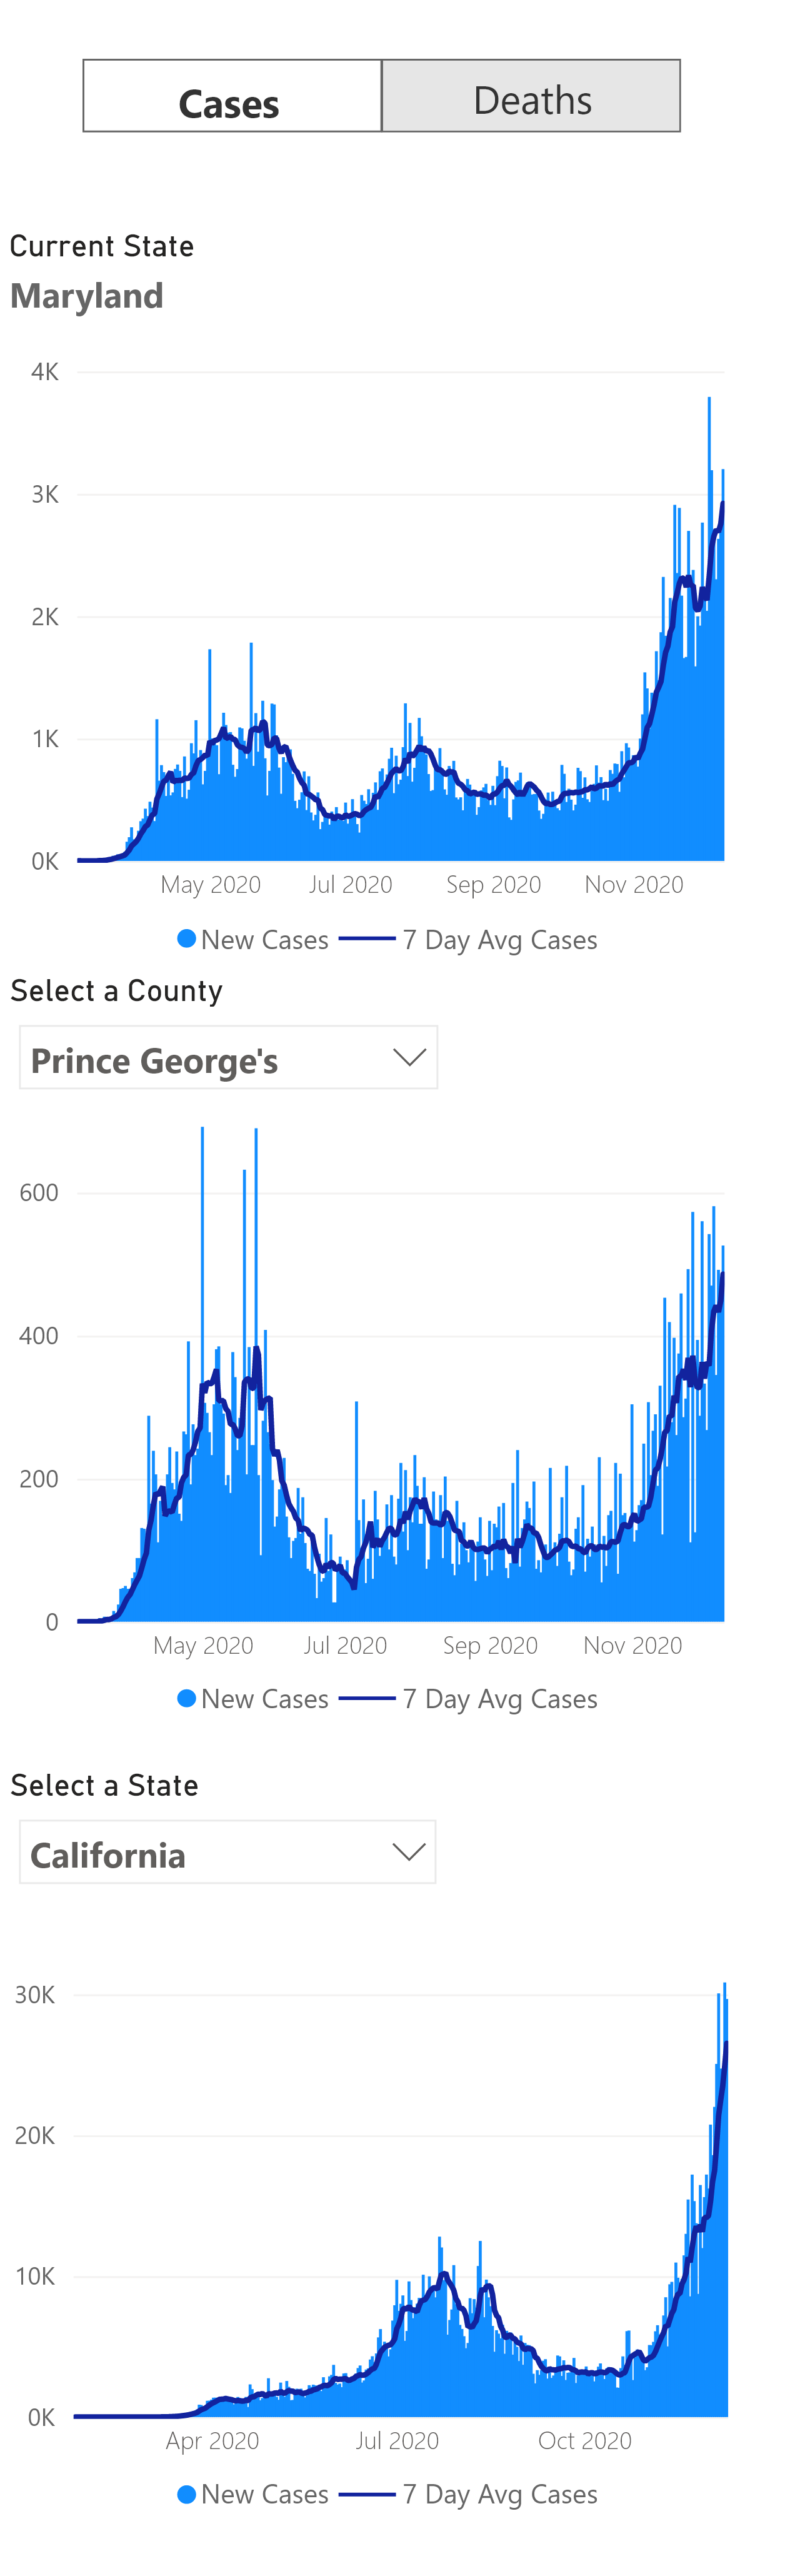 Cases Deaths
Current State
Maryland
4K
3K
2K
1K
0K
May 2020 Jul 2020 Sep 2020 Nov 2020
New Cases 7 Day Avg Cases
Select a County
Prince George's
600
400
200
0
May 2020 Jul 2020 Sep 2020 Nov 2020
New Cases 7 Day Avg Cases
Select a State
California
30K
20K
10K
0K
Apr 2020 Jul 2020 Oct 2020
New Cases 7 Day Avg Cases